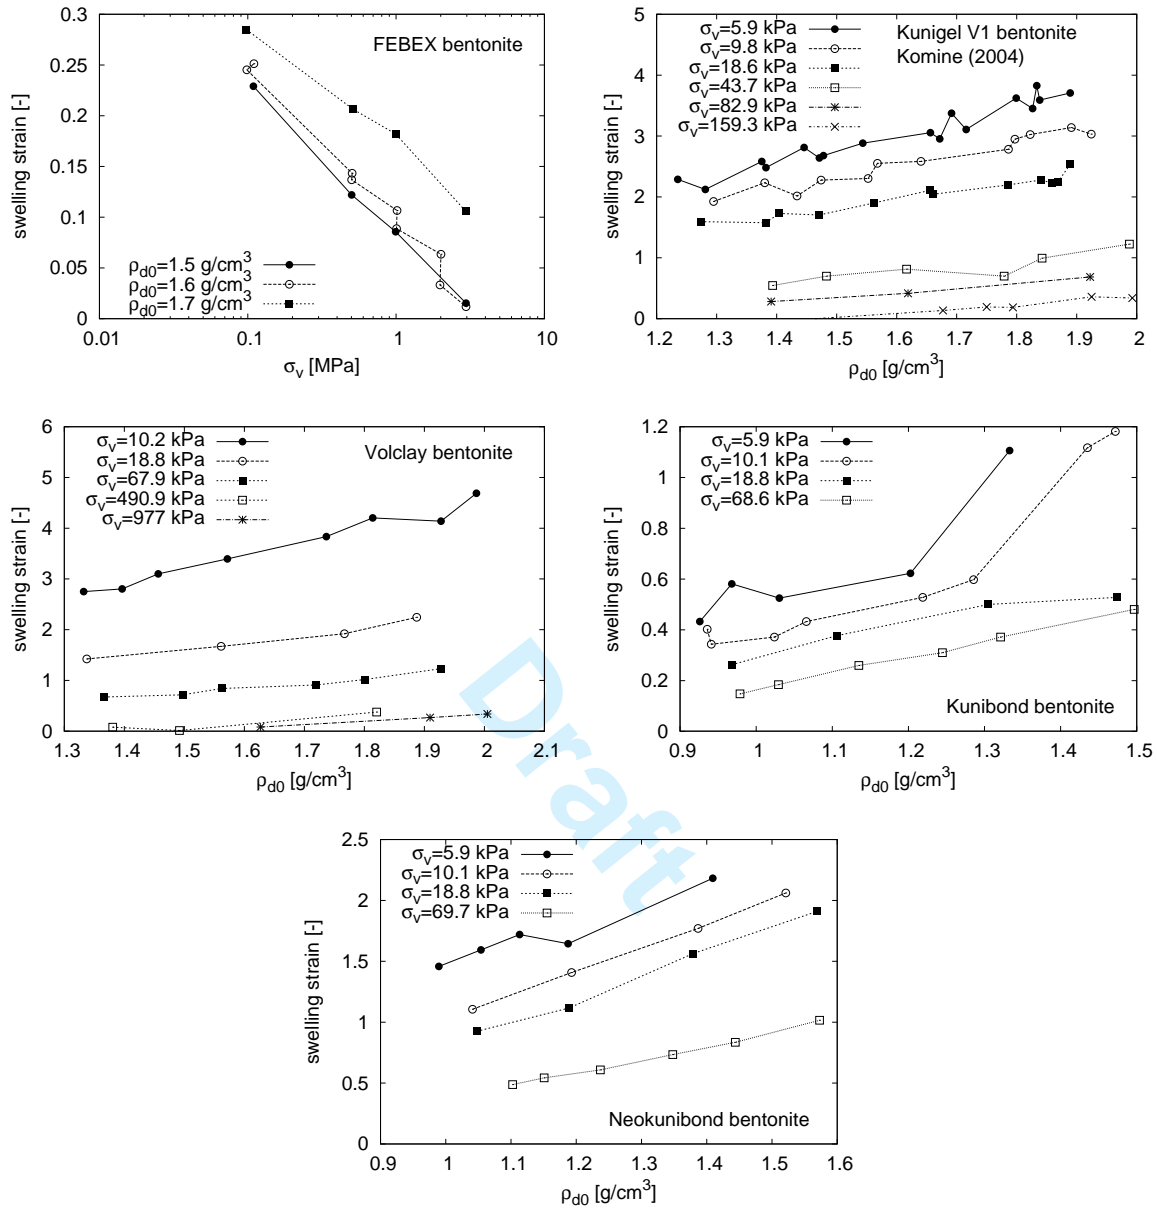 FEBEX bentonite
swelling strain [-]
0.3
0.25
0.2
0.15
0.1
0.05
0
ρd0=1.5 g/cm3
ρd0=1.6 g/cm3
ρd0=1.7 g/cm3
0.01 0.1 1 10
σv [MPa]
Kunigel V1 bentonite
Komine (2004)
σv=5.9 kPa
σv=9.8 kPa
σv=18.6 kPa
σv=43.7 kPa
σv=82.9 kPa
σv=159.3 kPa
swelling strain [-]
5
4
3
2
1
0
1.2 1.3 1.4 1.5 1.6 1.7 1.8 1.9 2
ρd0 [g/cm3]
Volclay bentonite
σv=10.2 kPa
σv=18.8 kPa
σv=67.9 kPa
σv=490.9 kPa
σv=977 kPa
swelling strain [-]
6
5
4
3
2
1
0
1.3 1.4 1.5 1.6 1.7 1.8 1.9 2 2.1
ρd0 [g/cm3]
σv=5.9 kPa
σv=10.1 kPa
σv=18.8 kPa
σv=68.6 kPa
swelling strain [-]
1.2
1
0.8
0.6
0.4
0.2
0
Kunibond bentonite
0.9 1 1.1 1.2 1.3 1.4 1.5
ρd0 [g/cm3]
Draft
σv=5.9 kPa
σv=10.1 kPa
σv=18.8 kPa
σv=69.7 kPa
swelling strain [-]
2.5
2
1.5
1
0.5
0
Neokunibond bentonite
0.9 1 1.1 1.2 1.3 1.4 1.5 1.6
ρd0 [g/cm3]